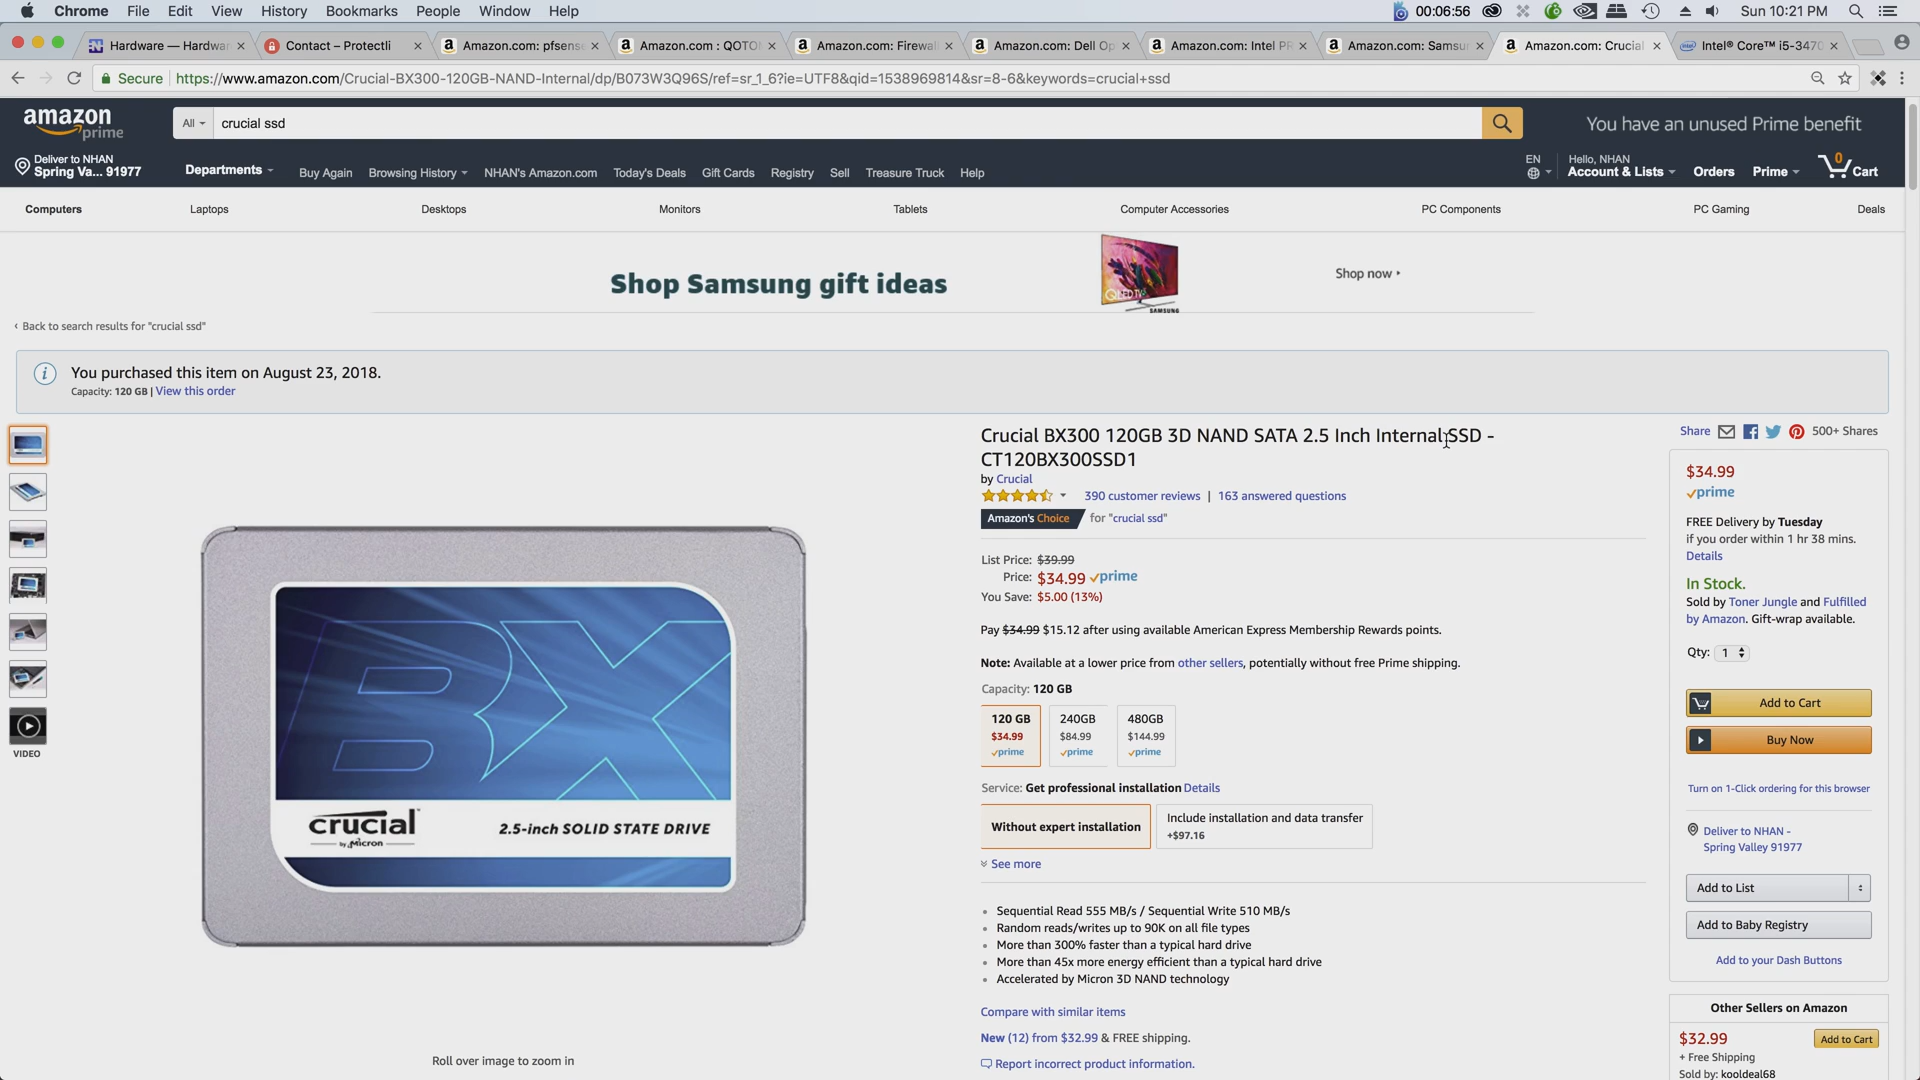 Chrome File Edit View History Bookmarks People Window Help 00:06:56 Sun 10:21 PM
Hardware — Hardwar
Contact – Protectli
Amazon.com: pfsens
Amazon.com : QOTO
Amazon.com: Firewal
Amazon.com: Dell Op
Amazon.com: Intel PR
Amazon.com: Samsu
Amazon.com: Crucial
Intel® Core™ i5-3470
Secure https://www.amazon.com/Crucial-BX300-120GB-NAND-Internal/dp/B073W3Q96S/ref=sr_1_6?ie=UTF8&qid=1538969814&sr=8-6&keywords=crucial+ssd
amazon
prime
All
crucial ssd
You have an unused Prime benefit
Deliver to NHAN
Spring Va... 91977
Departments
Buy Again Browsing History NHAN's Amazon.com Today's Deals Gift Cards Registry Sell Treasure Truck Help
EN
Hello, NHAN
Account & Lists
Orders
Prime
0
Cart
Computers Laptops Desktops Monitors Tablets Computer Accessories PC Components PC Gaming Deals
Shop Samsung gift ideas
QLED TV
SAMSUNG
Shop now
Back to search results for "crucial ssd"
You purchased this item on August 23, 2018.
Capacity: 120 GB | View this order
VIDEO
BX
crucial
by Micron
2.5-inch SOLID STATE DRIVE
Roll over image to zoom in
Crucial BX300 120GB 3D NAND SATA 2.5 Inch Internal SSD -
CT120BX300SSD1
by Crucial
390 customer reviews | 163 answered questions
Amazon's Choice for "crucial ssd"
List Price: $39.99
Price: $34.99 prime
You Save: $5.00 (13%)
Pay $34.99 $15.12 after using available American Express Membership Rewards points.
Note: Available at a lower price from other sellers, potentially without free Prime shipping.
Capacity: 120 GB
120 GB 240GB 480GB
$34.99 $84.99 $144.99
prime prime prime
Service: Get professional installation Details
Without expert installation
Include installation and data transfer
+$97.16
See more
Sequential Read 555 MB/s / Sequential Write 510 MB/s
Random reads/writes up to 90K on all file types
More than 300% faster than a typical hard drive
More than 45x more energy efficient than a typical hard drive
Accelerated by Micron 3D NAND technology
Compare with similar items
New (12) from $32.99 & FREE shipping.
Report incorrect product information.
Share 500+ Shares
$34.99
prime
FREE Delivery by Tuesday
if you order within 1 hr 38 mins.
Details
In Stock.
Sold by Toner Jungle and Fulfilled
by Amazon. Gift-wrap available.
Qty: 1
Add to Cart
Buy Now
Turn on 1-Click ordering for this browser
Deliver to NHAN -
Spring Valley 91977
Add to List
Add to Baby Registry
Add to your Dash Buttons
Other Sellers on Amazon
$32.99
Add to Cart
+ Free Shipping
Sold by: kooldeal68